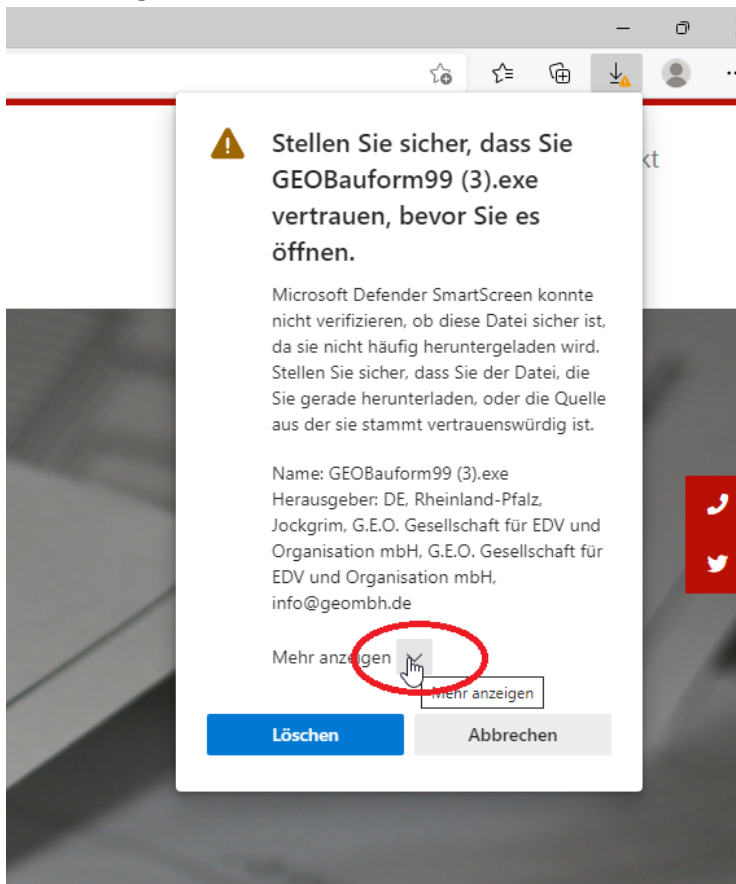 kt
Stellen Sie sicher, dass Sie
GEOBauform99 (3).exe
vertrauen, bevor Sie es
öffnen.
Microsoft Defender SmartScreen konnte
nicht verifizieren, ob diese Datei sicher ist,
da sie nicht häufig heruntergeladen wird.
Stellen Sie sicher, dass Sie der Datei, die
Sie gerade herunterladen, oder die Quelle
aus der sie stammt vertrauenswürdig ist.
Name: GEOBauform99 (3).exe
Herausgeber: DE, Rheinland-Pfalz,
Jockgrim, G.E.O. Gesellschaft für EDV und
Organisation mbH, G.E.O. Gesellschaft für
EDV und Organisation mbH,
info@geombh.de
Mehr anzeigen
Mehr anzeigen
Löschen
Abbrechen